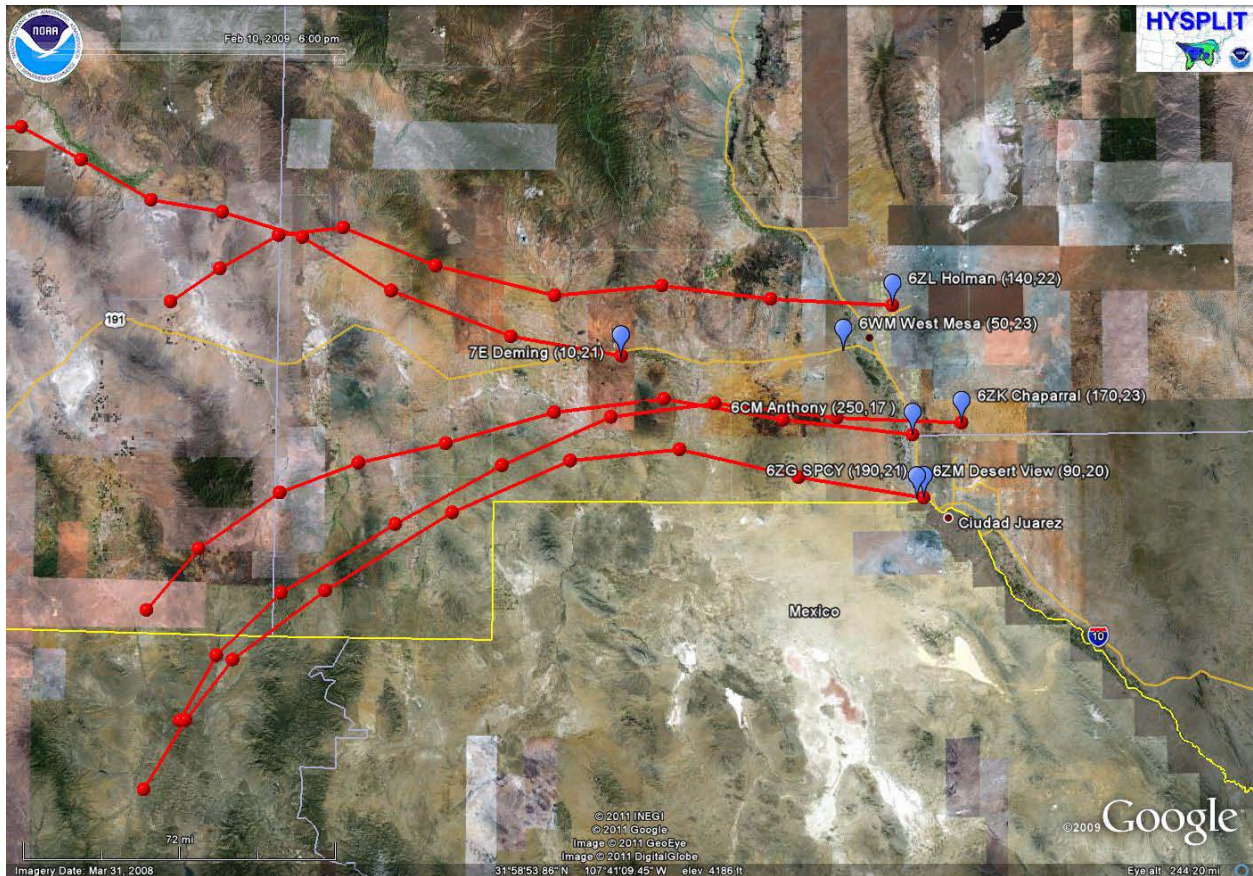 NOAA
Feb 10, 2009 6:00 pm
HYSPLIT
NOAA
191
6ZL Holman (140,22)
6WM West Mesa (50,23)
7E Deming (10,21)
6CM Anthony (250,17 )
6ZK Chaparral (170,23)
6ZG SPCY (190,21)
6ZM Desert View (90,20)
Ciudad Juarez
Mexico
10
72 mi
© 2011 INEGI
© 2011 Google
Image © 2011 GeoEye
Image © 2011 DigitalGlobe
©2009 Google
Imagery Date: Mar 31, 2008
31°58'53.86" N 107°41'09.45" W elev 4186 ft
Eye alt 244.20 mi